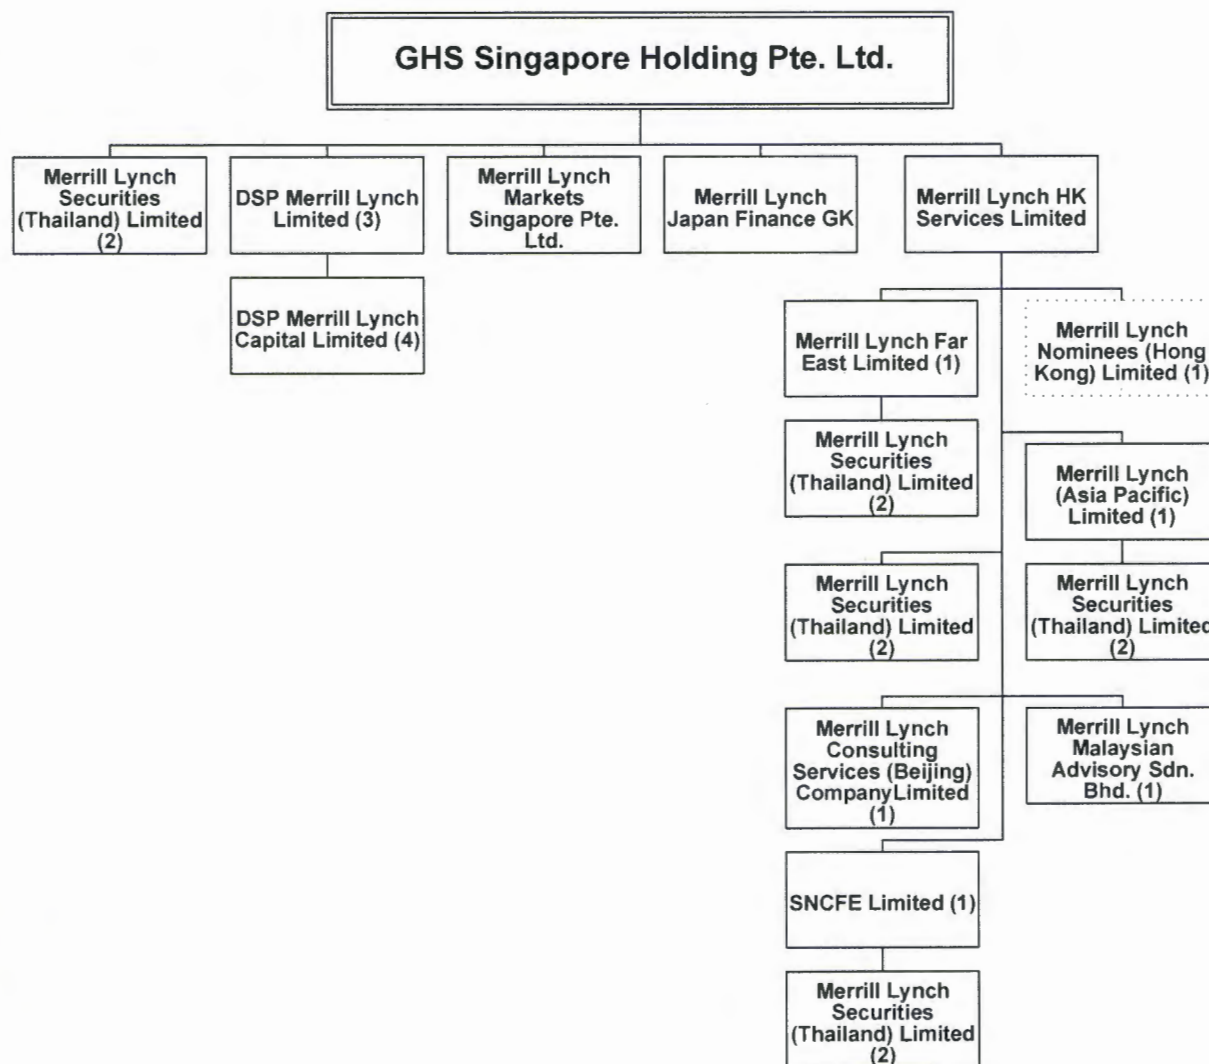 GHS Singapore Holding Pte. Ltd.
Merrill Lynch
Securities
(Thailand) Limited
(2)
DSP Merrill Lynch
Limited (3)
Merrill Lynch
Markets
Singapore Pte.
Ltd.
Merrill Lynch
Japan Finance GK
Merrill Lynch HK
Services Limited
DSP Merrill Lynch
Capital Limited (4)
Merrill Lynch Far
East Limited (1)
Merrill Lynch
Nominees (Hong
Kong) Limited (1)
Merrill Lynch
Securities
(Thailand) Limited
(2)
Merrill Lynch
(Asia Pacific)
Limited (1)
Merrill Lynch
Securities
(Thailand) Limited
(2)
Merrill Lynch
Securities
(Thailand) Limited
(2)
Merrill Lynch
Consulting
Services (Beijing)
CompanyLimited
(1)
Merrill Lynch
Malaysian
Advisory Sdn.
Bhd. (1)
SNCFE Limited (1)
Merrill Lynch
Securities
(Thailand) Limited
(2)